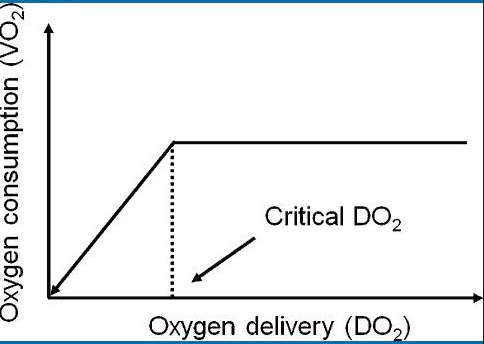 Oxygen consumption (VO₂)
Critical DO₂
Oxygen delivery (DO₂)